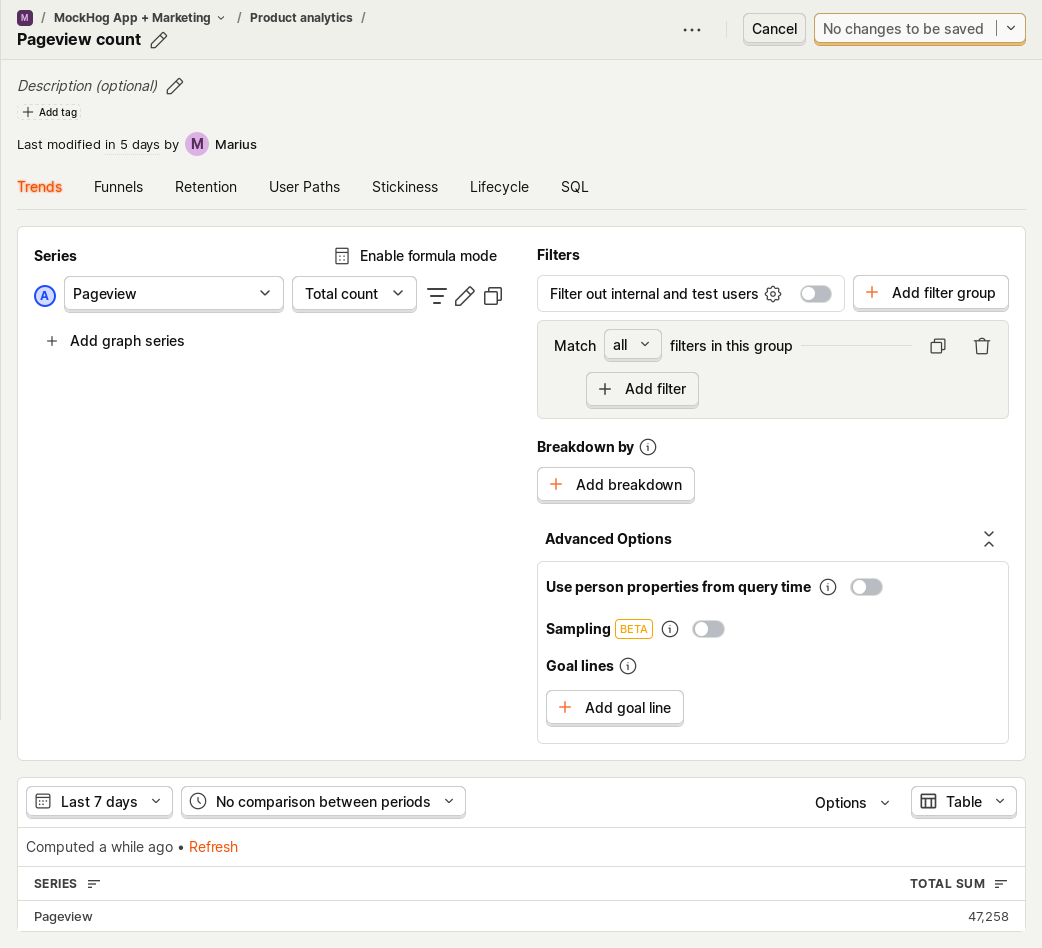 M / MockHog App + Marketing / Product analytics /
Pageview count
Cancel
No changes to be saved
Description (optional)
Add tag
Last modified in 5 days by M Marius
Trends Funnels Retention User Paths Stickiness Lifecycle SQL
Series
Enable formula mode
A Pageview Total count
Add graph series
Filters
Filter out internal and test users
Add filter group
Match all filters in this group
Add filter
Breakdown by
Add breakdown
Advanced Options
Use person properties from query time
Sampling BETA
Goal lines
Add goal line
Last 7 days No comparison between periods Options Table
Computed a while ago • Refresh
SERIES TOTAL SUM
Pageview 47,258